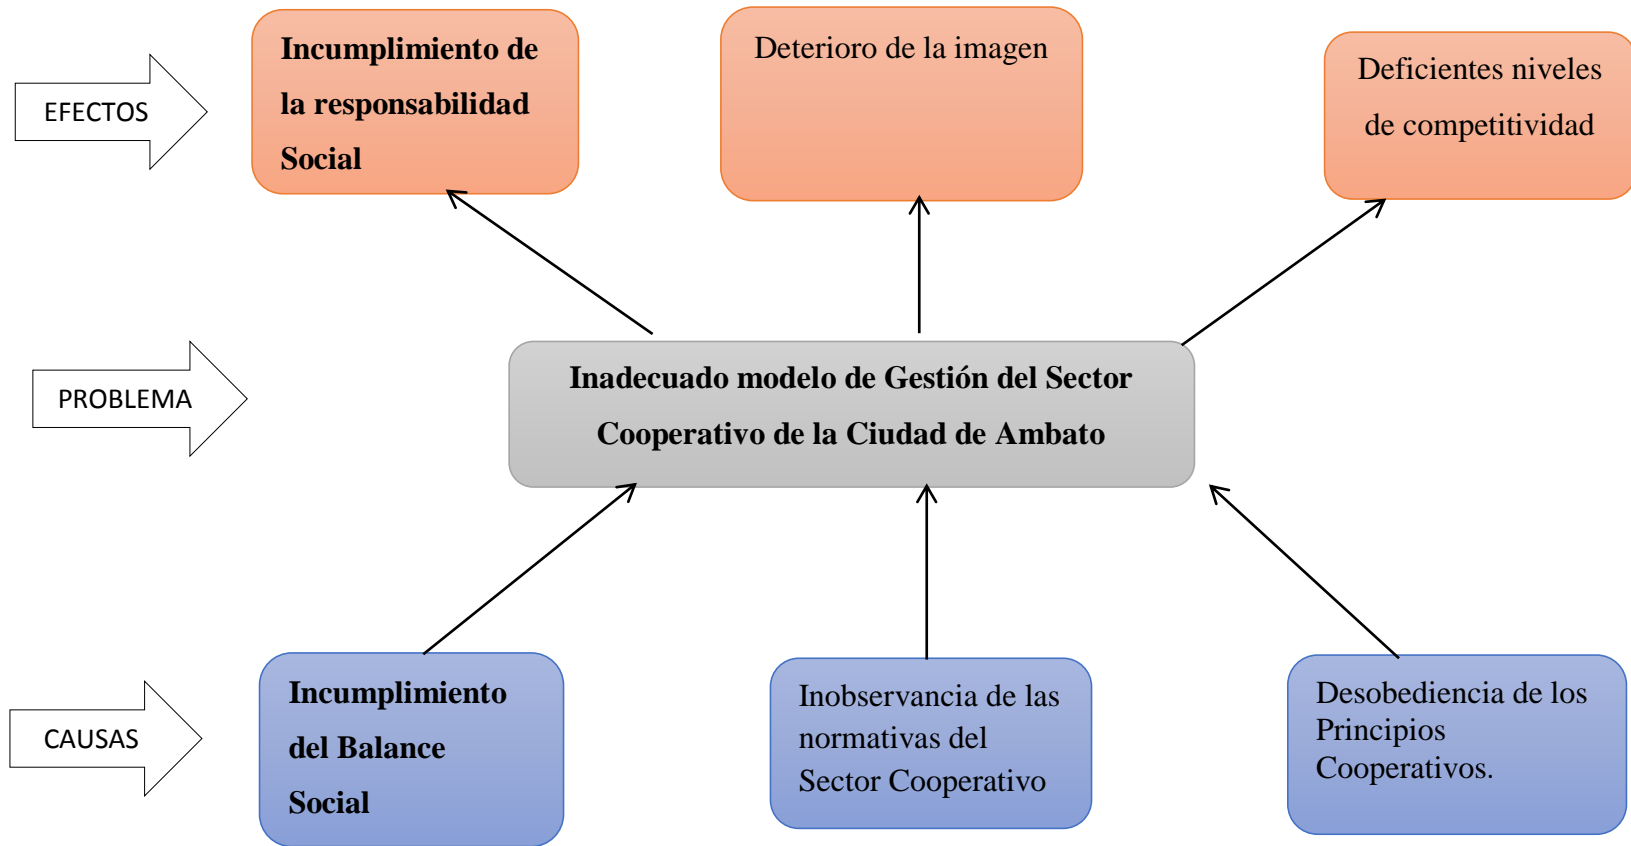 EFECTOS
Incumplimiento de
la responsabilidad
Social
Deterioro de la imagen
Deficientes niveles
de competitividad
PROBLEMA
Inadecuado modelo de Gestión del Sector
Cooperativo de la Ciudad de Ambato
CAUSAS
Incumplimiento
del Balance
Social
Inobservancia de las
normativas del
Sector Cooperativo
Desobediencia de los
Principios
Cooperativos.